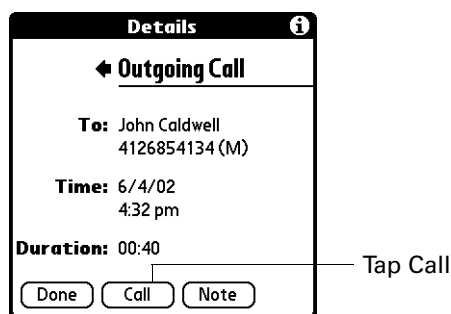 Details
Outgoing Call
To: John Caldwell
4126854134 (M)
Time: 6/4/02
4:32 pm
Duration: 00:40
Done Call Note
Tap Call